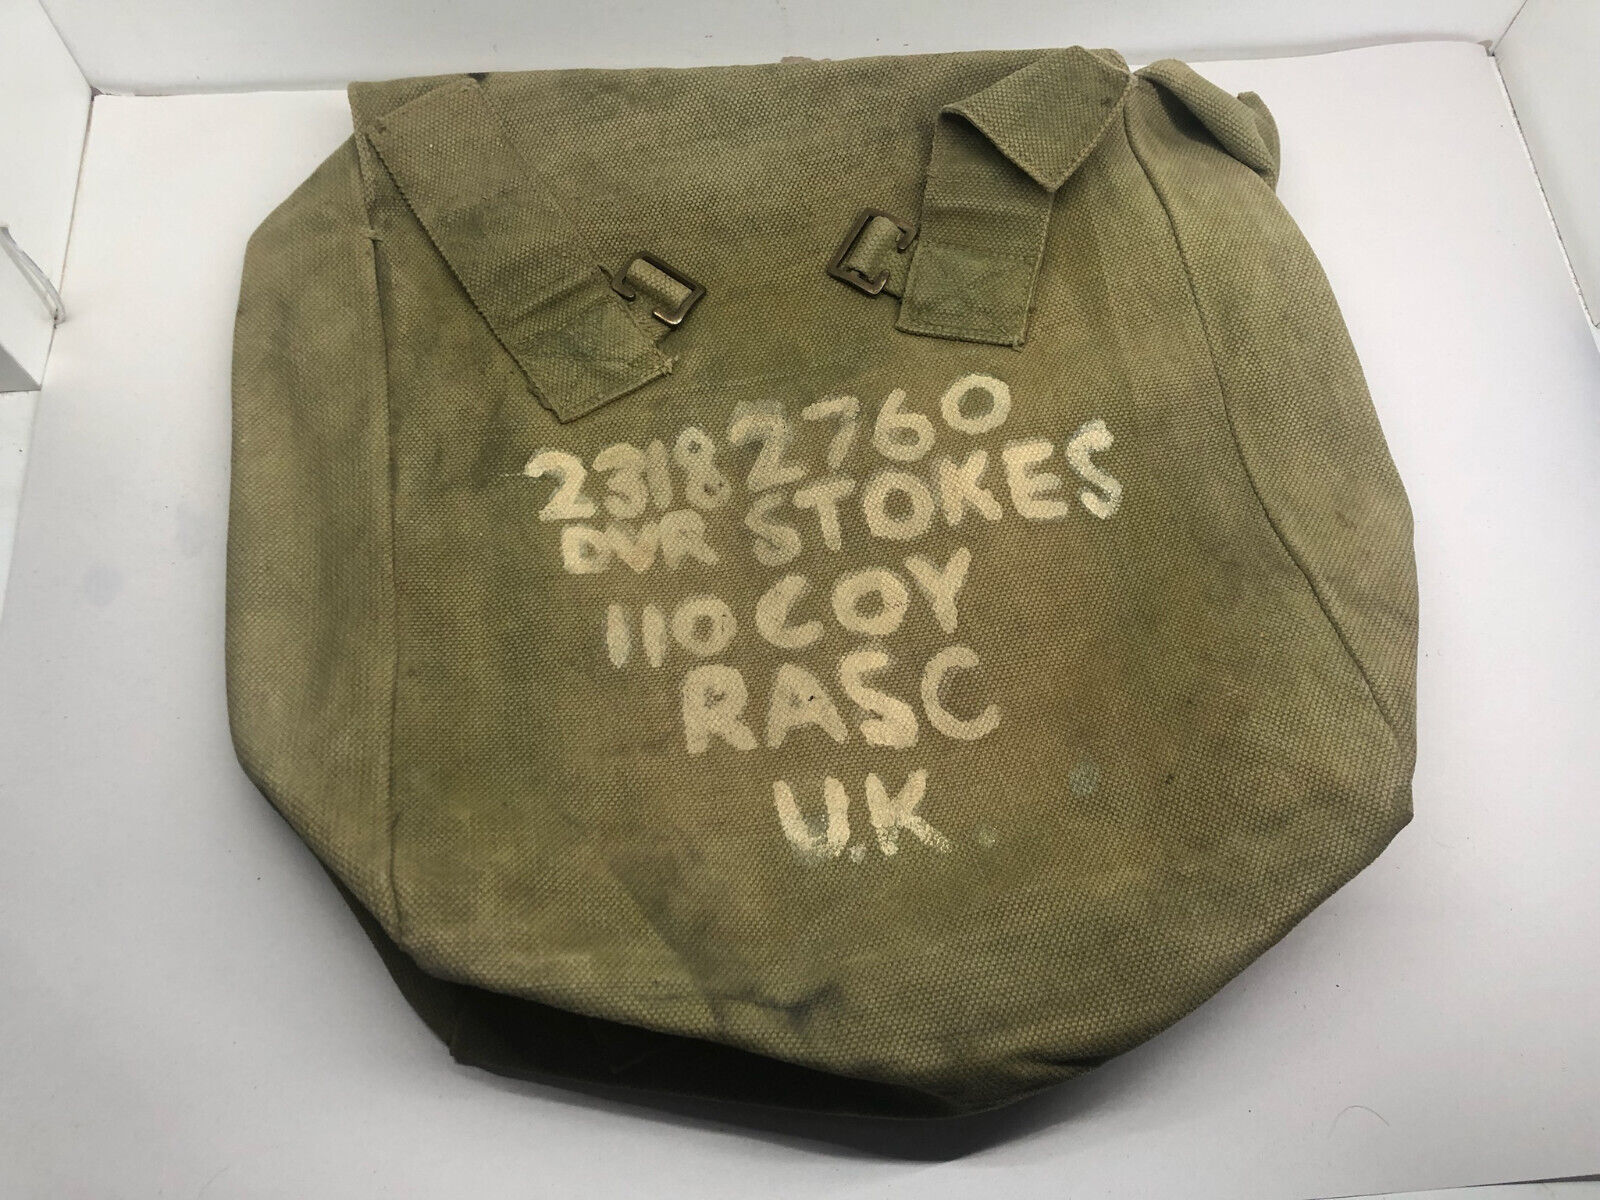 23182760
DVR STOKES
110 COY
RASC
U.K